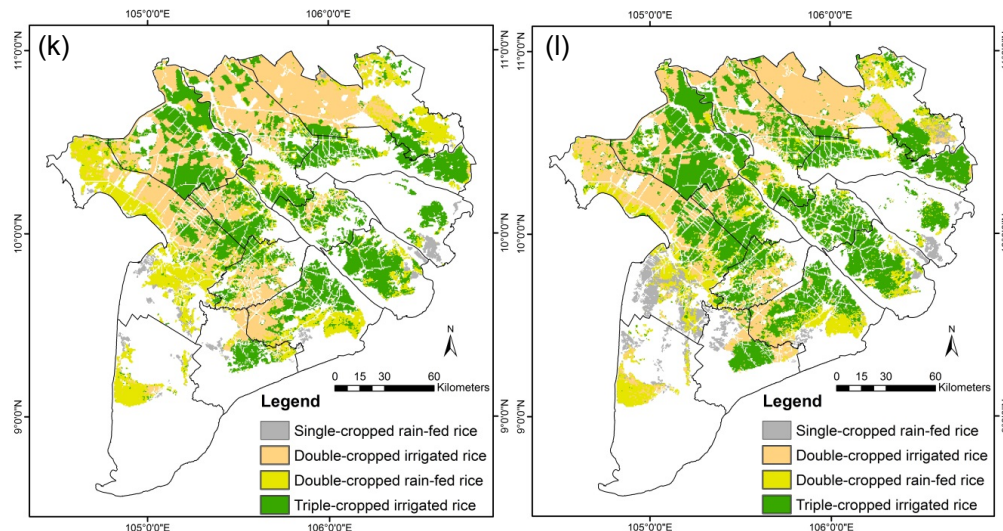 105°0'0"E 106°0'0"E
(k)
11°0'0"N
10°0'0"N
9°0'0"N
N
0 15 30 60
Kilometers
Legend
Single-cropped rain-fed rice
Double-cropped irrigated rice
Double-cropped rain-fed rice
Triple-cropped irrigated rice
105°0'0"E 106°0'0"E
105°0'0"E 106°0'0"E
(l)
11°0'0"N
10°0'0"N
9°0'0"N
N
0 15 30 60
Kilometers
Legend
Single-cropped rain-fed rice
Double-cropped irrigated rice
Double-cropped rain-fed rice
Triple-cropped irrigated rice
105°0'0"E 106°0'0"E